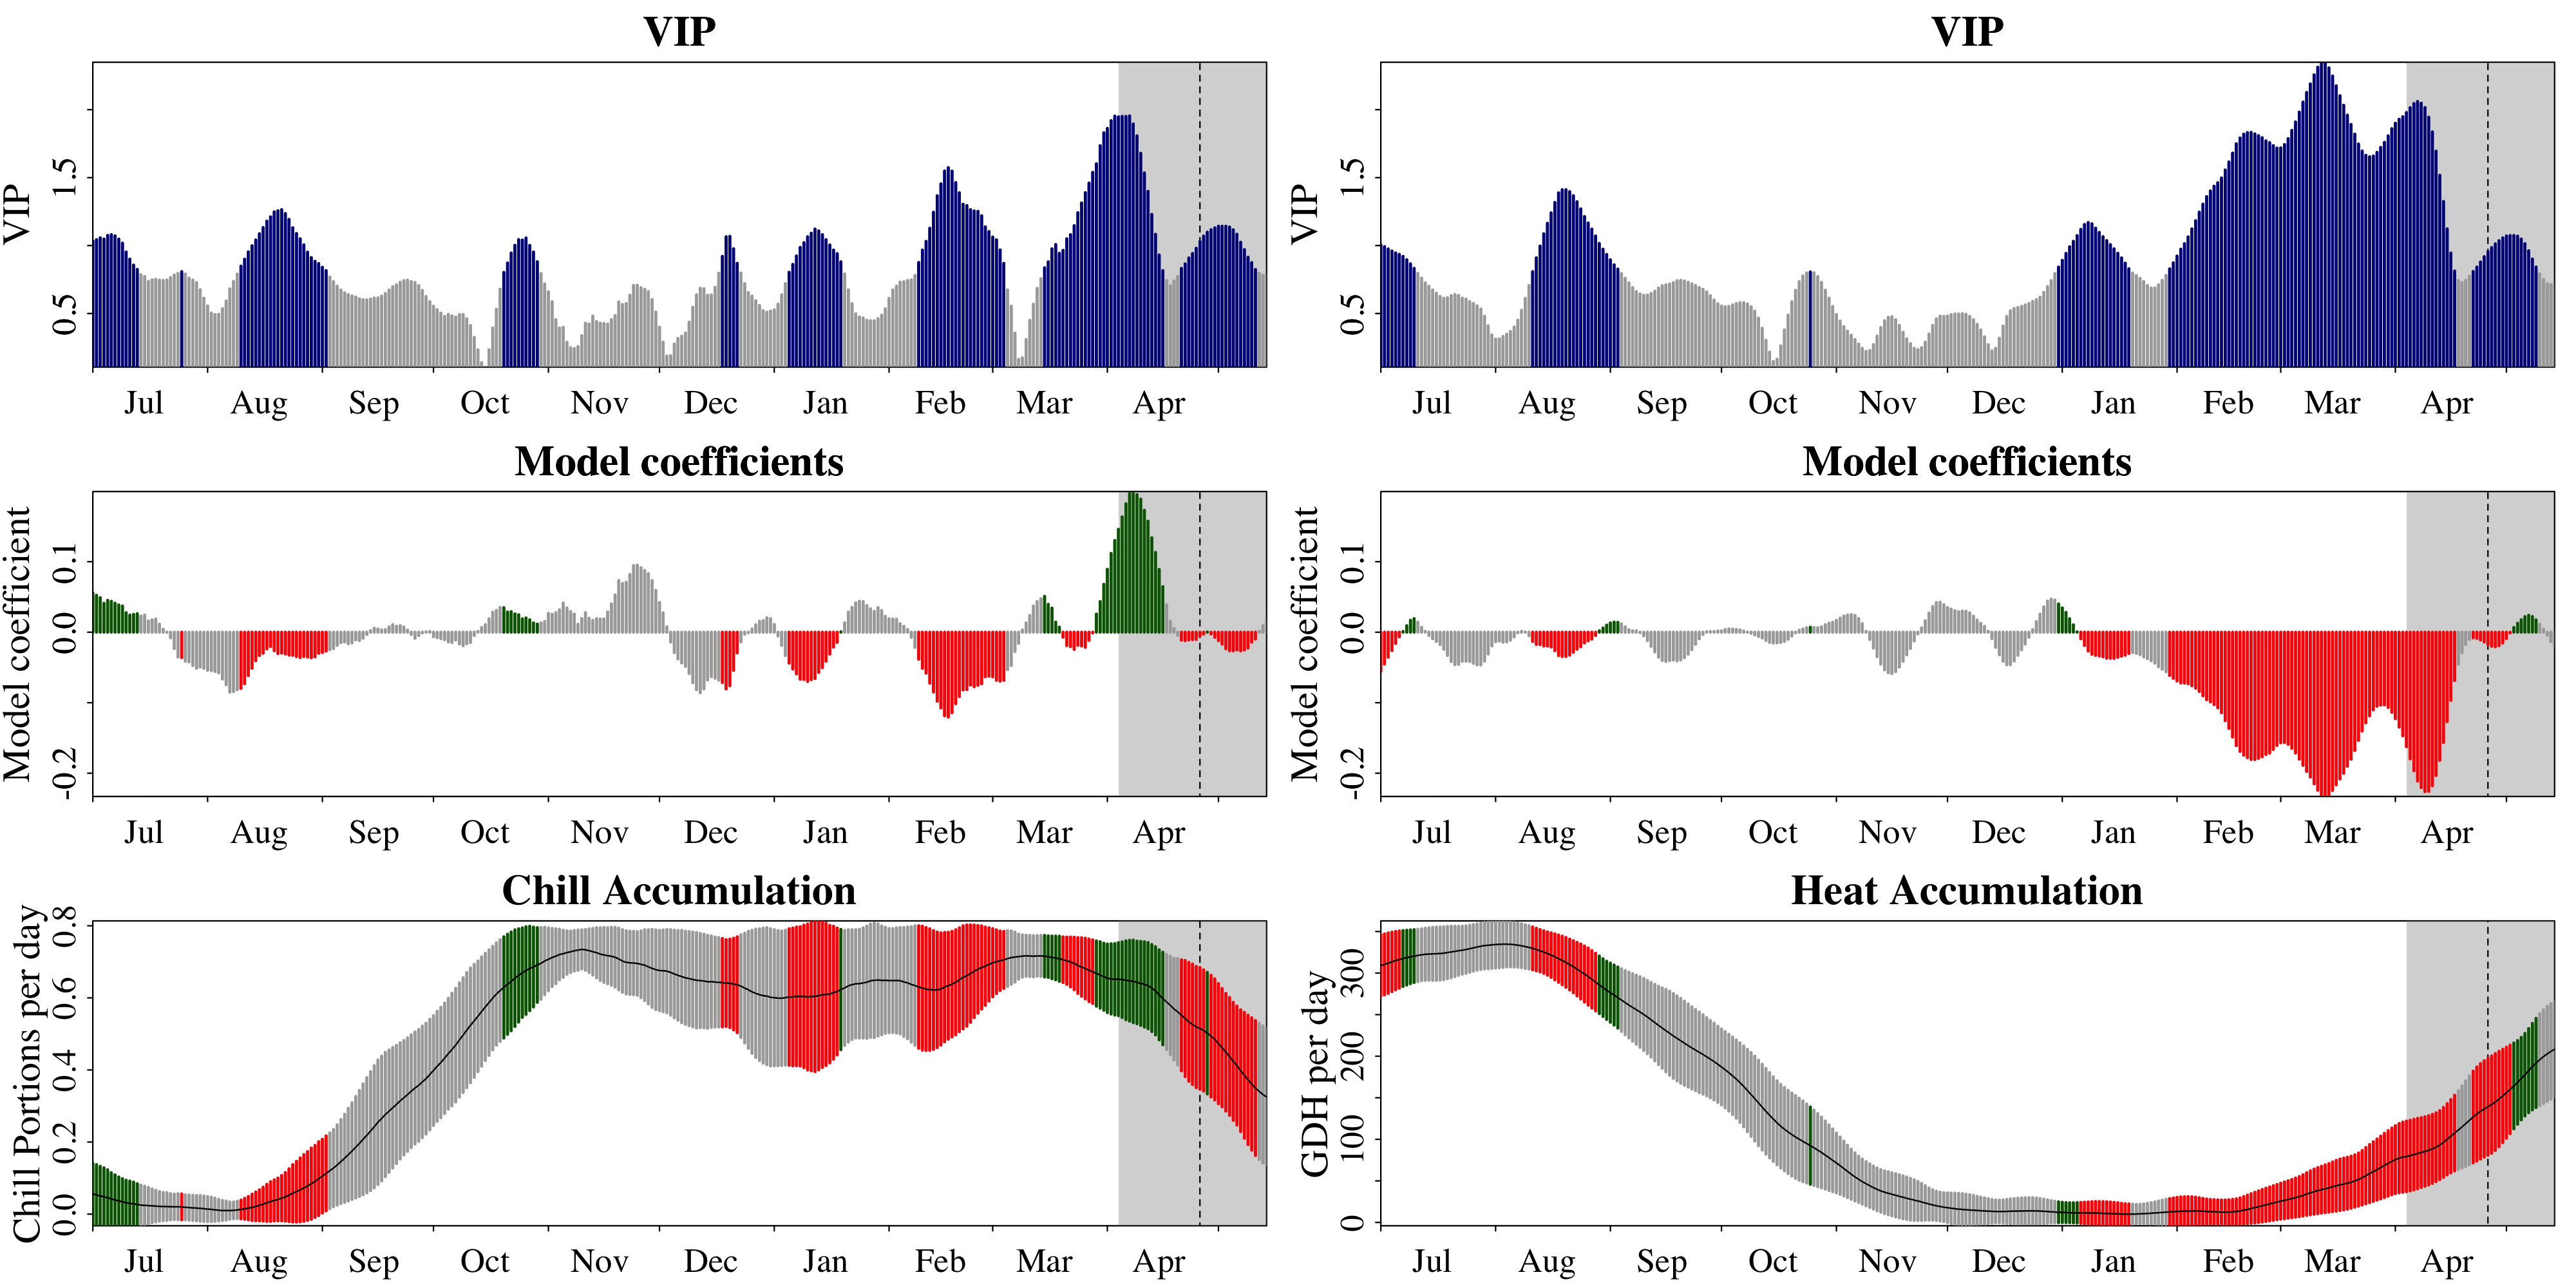 VIP
VIP
VIP
0.5 1.5
Jul Aug Sep Oct Nov Dec Jan Feb Mar Apr
VIP
0.5 1.5
Jul Aug Sep Oct Nov Dec Jan Feb Mar Apr
Model coefficients
Model coefficients
Model coefficient
-0.2 0.0 0.1
Jul Aug Sep Oct Nov Dec Jan Feb Mar Apr
Model coefficient
-0.2 0.0 0.1
Jul Aug Sep Oct Nov Dec Jan Feb Mar Apr
Chill Accumulation
Heat Accumulation
Chill Portions per day
0.0 0.2 0.4 0.6 0.8
Jul Aug Sep Oct Nov Dec Jan Feb Mar Apr
GDH per day
0 100 200 300
Jul Aug Sep Oct Nov Dec Jan Feb Mar Apr